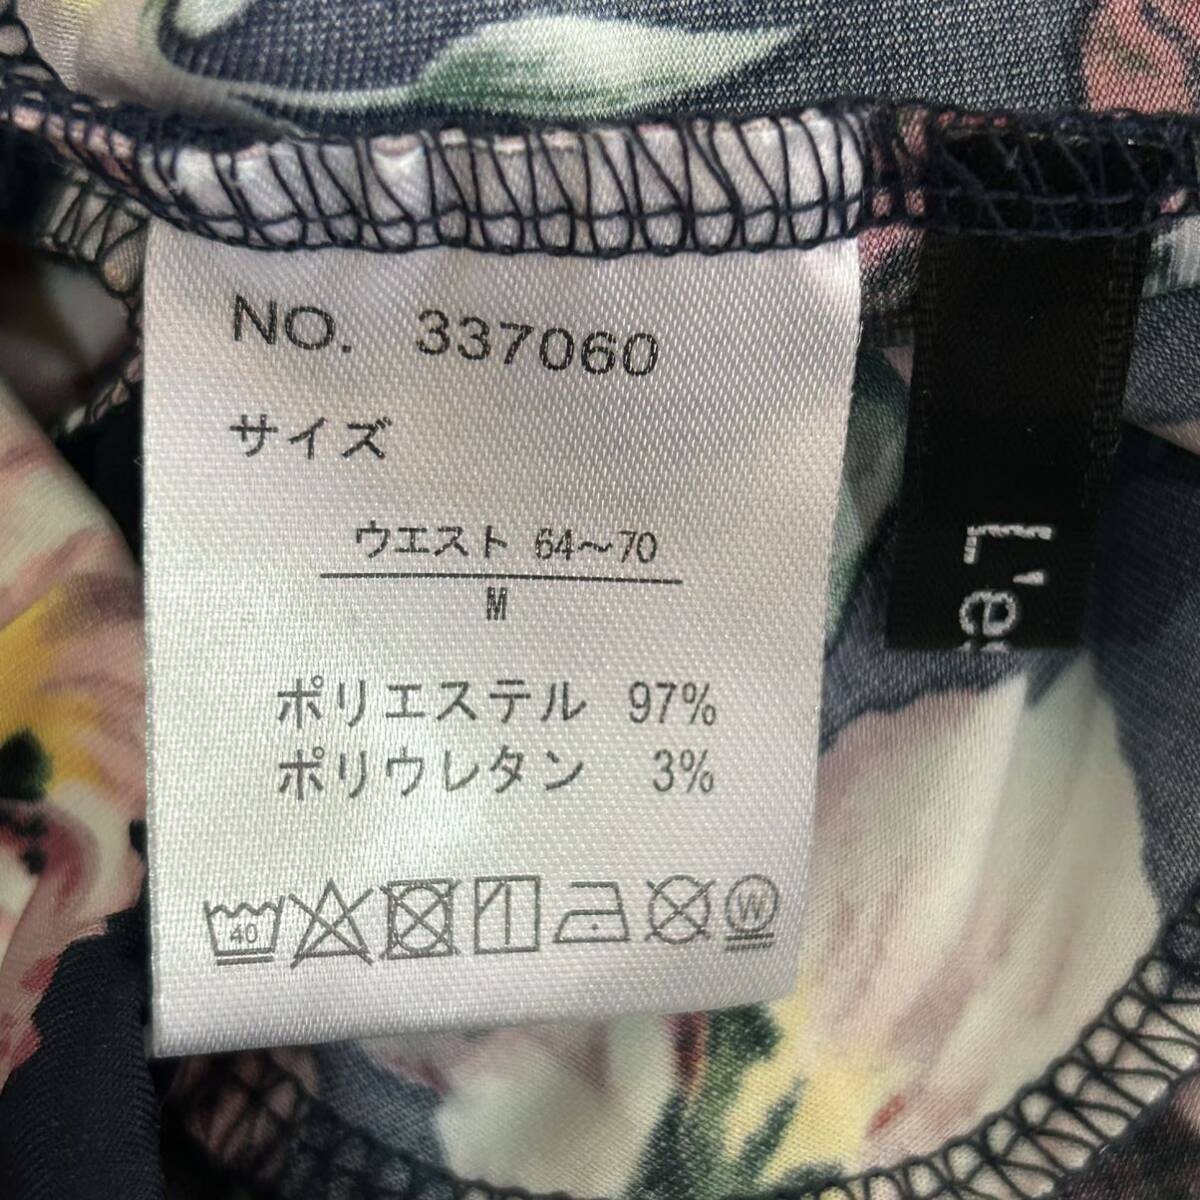 NO. 337060
サイズ
ウエスト 64〜70
M
ポリエステル 97%
ポリウレタン 3%
40
W